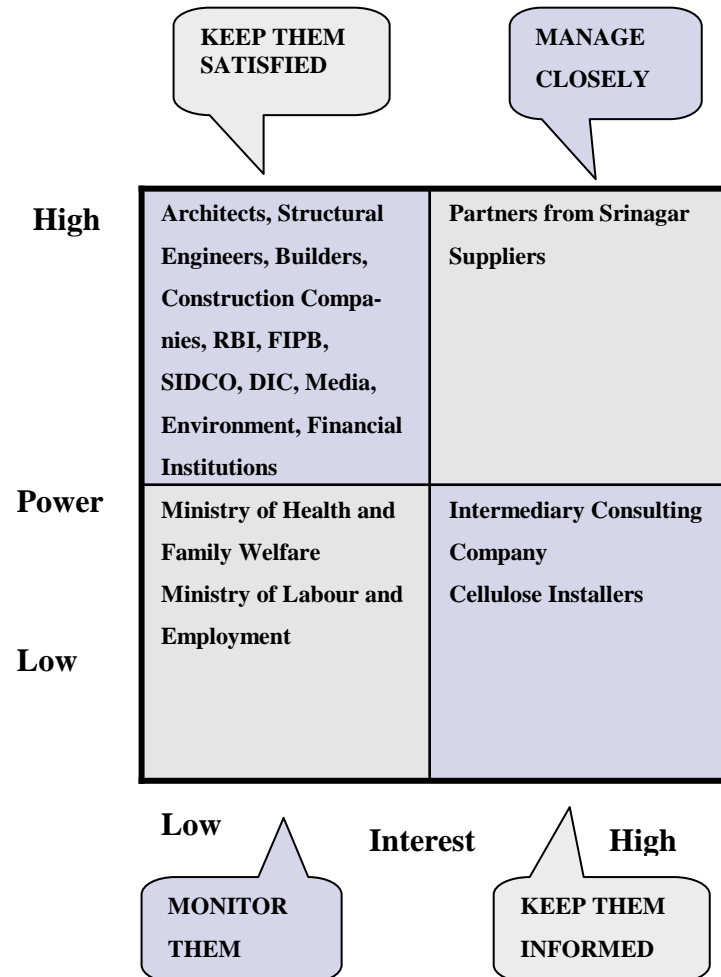 KEEP THEM
SATISFIED
MANAGE
CLOSELY
High
Architects, Structural
Engineers, Builders,
Construction Compa-
nies, RBI, FIPB,
SIDCO, DIC, Media,
Environment, Financial
Institutions
Partners from Srinagar
Suppliers
Power
Ministry of Health and
Family Welfare
Ministry of Labour and
Employment
Intermediary Consulting
Company
Cellulose Installers
Low
Low
Interest
High
MONITOR
THEM
KEEP THEM
INFORMED